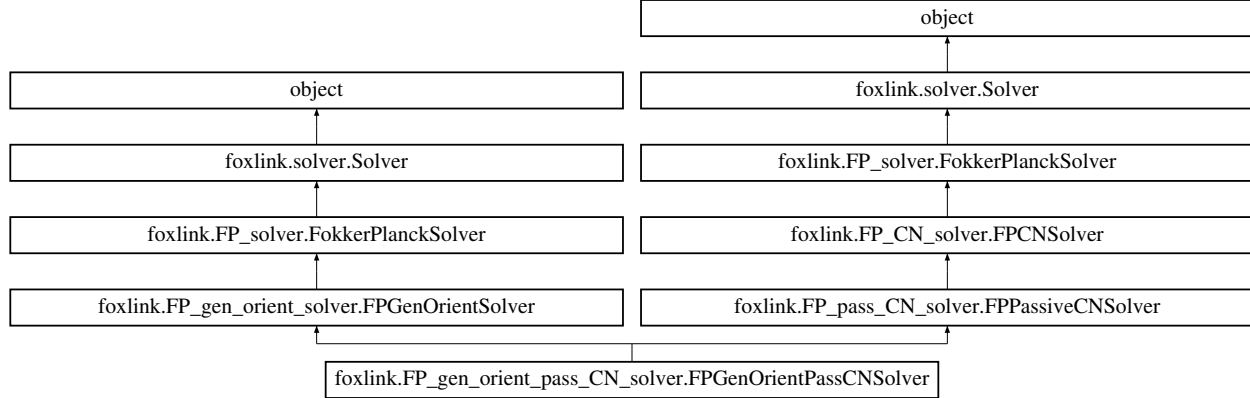 object
object
foxlink.solver.Solver
foxlink.solver.Solver
foxlink.FP_solver.FokkerPlanckSolver
foxlink.FP_solver.FokkerPlanckSolver
foxlink.FP_CN_solver.FPCNSolver
foxlink.FP_gen_orient_solver.FPGenOrientSolver
foxlink.FP_pass_CN_solver.FPPassiveCNSolver
foxlink.FP_gen_orient_pass_CN_solver.FPGenOrientPassCNSolver